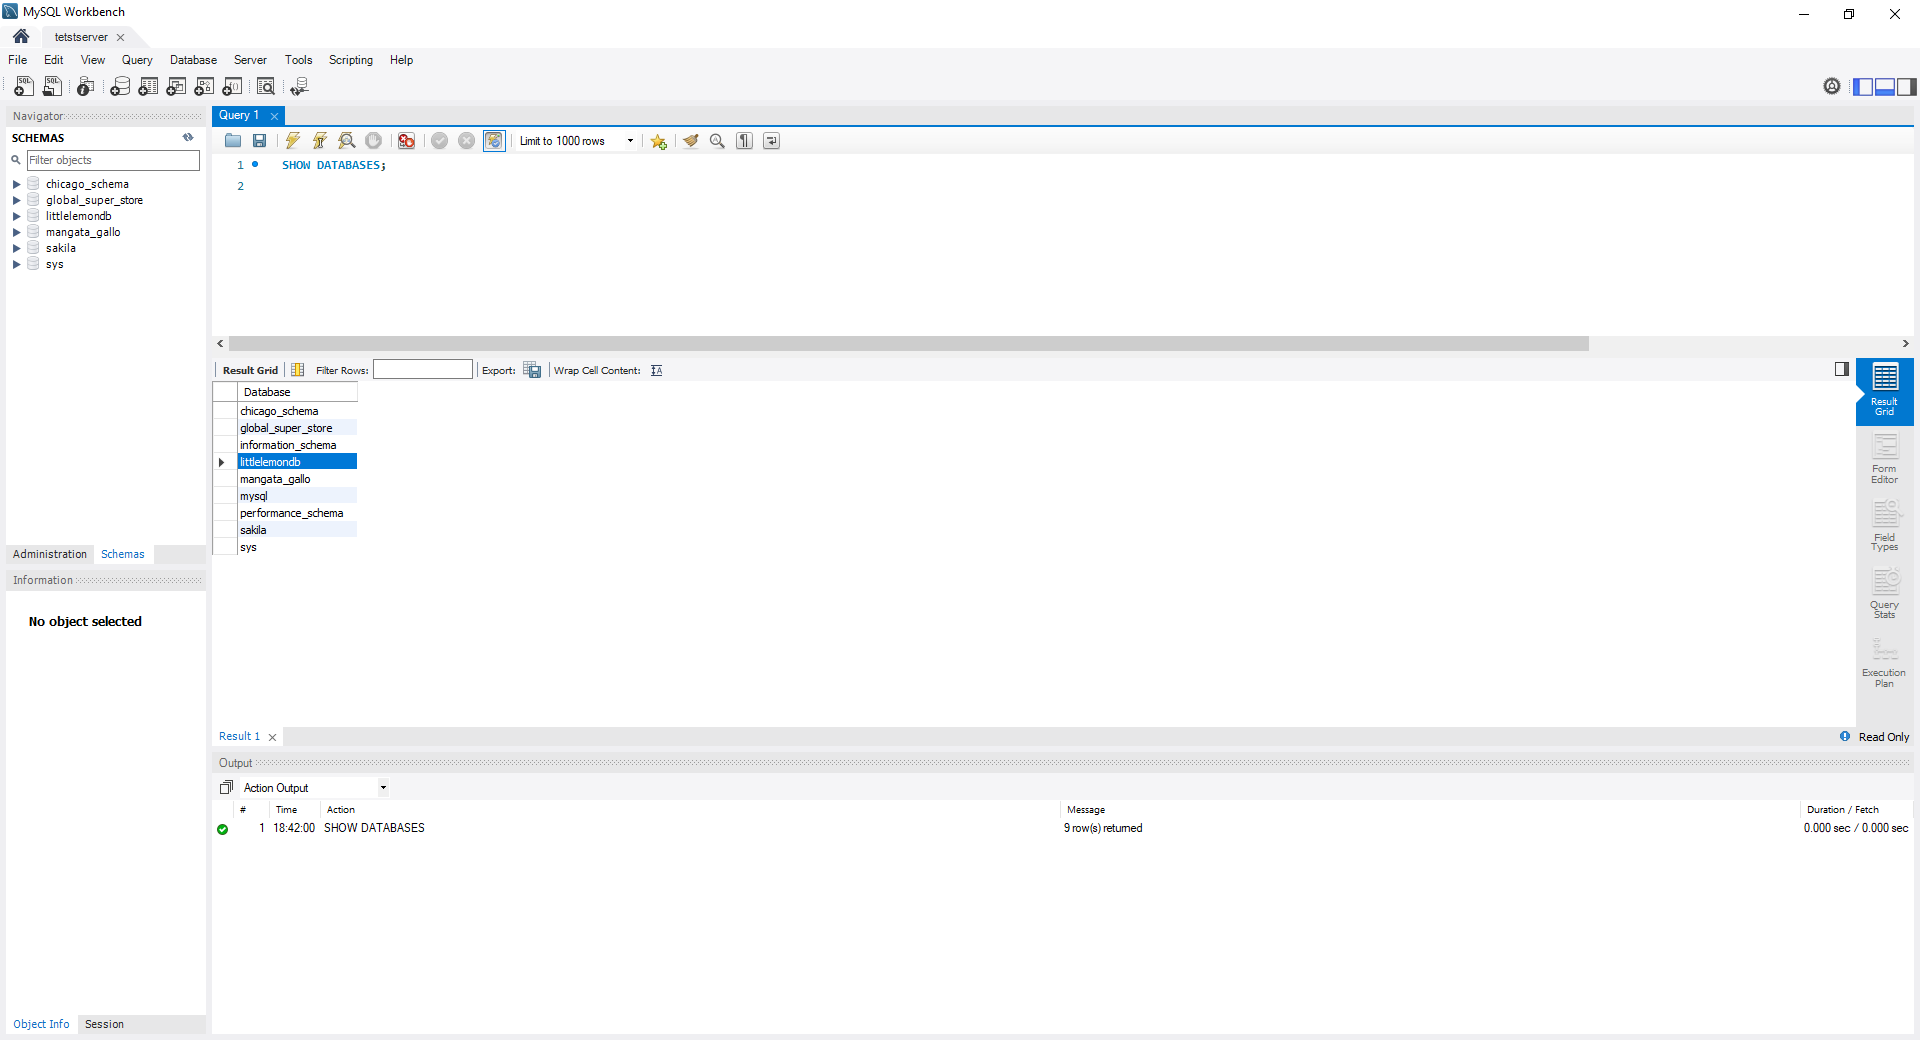 MySQL Workbench
tetstserver
File Edit View Query Database Server Tools Scripting Help
Navigator
SCHEMAS
Filter objects
chicago_schema
global_super_store
littlelemondb
mangata_gallo
sakila
sys
Administration Schemas
Information
No object selected
Object Info Session
Query 1
Limit to 1000 rows
1 SHOW DATABASES;
2
Result Grid Filter Rows: Export: Wrap Cell Content:
Database
chicago_schema
global_super_store
information_schema
littlelemondb
mangata_gallo
mysql
performance_schema
sakila
sys
Result
Grid
Form
Editor
Field
Types
Query
Stats
Execution
Plan
Result 1 Read Only
Output
Action Output
# Time Action Message Duration / Fetch
1 18:42:00 SHOW DATABASES 9 row(s) returned 0.000 sec / 0.000 sec